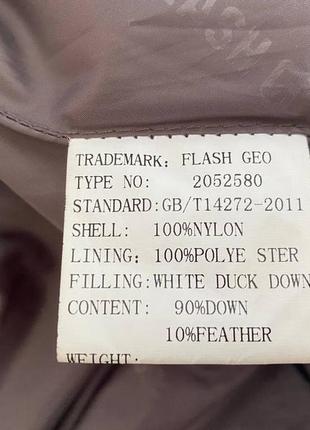 TRADEMARK: FLASH GEO
TYPE NO: 2052580
STANDARD:GB/T14272-2011
SHELL: 100%NYLON
LINING: 100%POLYE STER
FILLING:WHITE DUCK DOWN
CONTENT: 90%DOWN
10%FEATHER
WEIGHT: